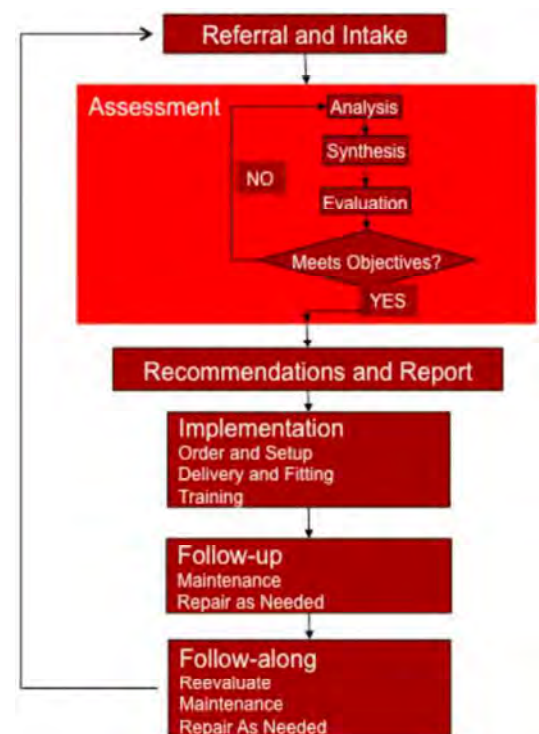 Referral and Intake
Assessment
Analysis
Synthesis
NO
Evaluation
Meets Objectives?
YES
Recommendations and Report
Implementation
Order and Setup
Delivery and Fitting
Training
Follow-up
Maintenance
Repair as Needed
Follow-along
Reevaluate
Maintenance
Repair As Needed